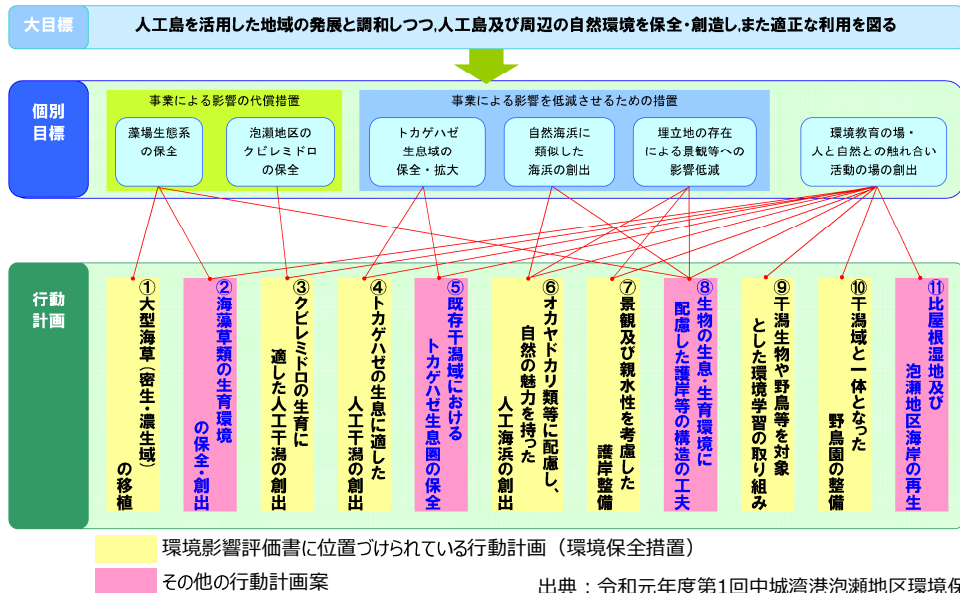 大目標
人工島を活用した地域の発展と調和しつつ,人工島及び周辺の自然環境を保全・創造し,また適正な利用を図る
個別
目標
事業による影響の代償措置
藻場生態系
の保全
泡瀬地区の
クビレミドロ
の保全
事業による影響を低減させるための措置
トカゲハゼ
生息域の
保全・拡大
自然海浜に
類似した
海浜の創出
埋立地の存在
による景観等への
影響低減
環境教育の場・
人と自然との触れ合い
活動の場の創出
行動
計画
①大型海草(密生・濃生域)
の移植
②海藻草類の生育環境
の保全・創出
③クビレミドロの生育に
適した人工干潟の創出
④トカゲハゼの生息に適した
人工干潟の創出
⑤既存干潟域における
トカゲハゼ生息圏の保全
⑥オカヤドカリ類等に配慮し、
自然の魅力を持った
人工海浜の創出
⑦景観及び親水性を考慮した
護岸整備
⑧生物の生息・生育環境に
配慮した護岸等の構造の工夫
⑨干潟生物や野鳥等を対象
とした環境学習の取り組み
⑩干潟域と一体となった
野鳥園の整備
⑪比屋根湿地及び
泡瀬地区海岸の再生
環境影響評価書に位置づけられている行動計画（環境保全措置）
その他の行動計画案
出典：令和元年度第1回中城湾港泡瀬地区環境保